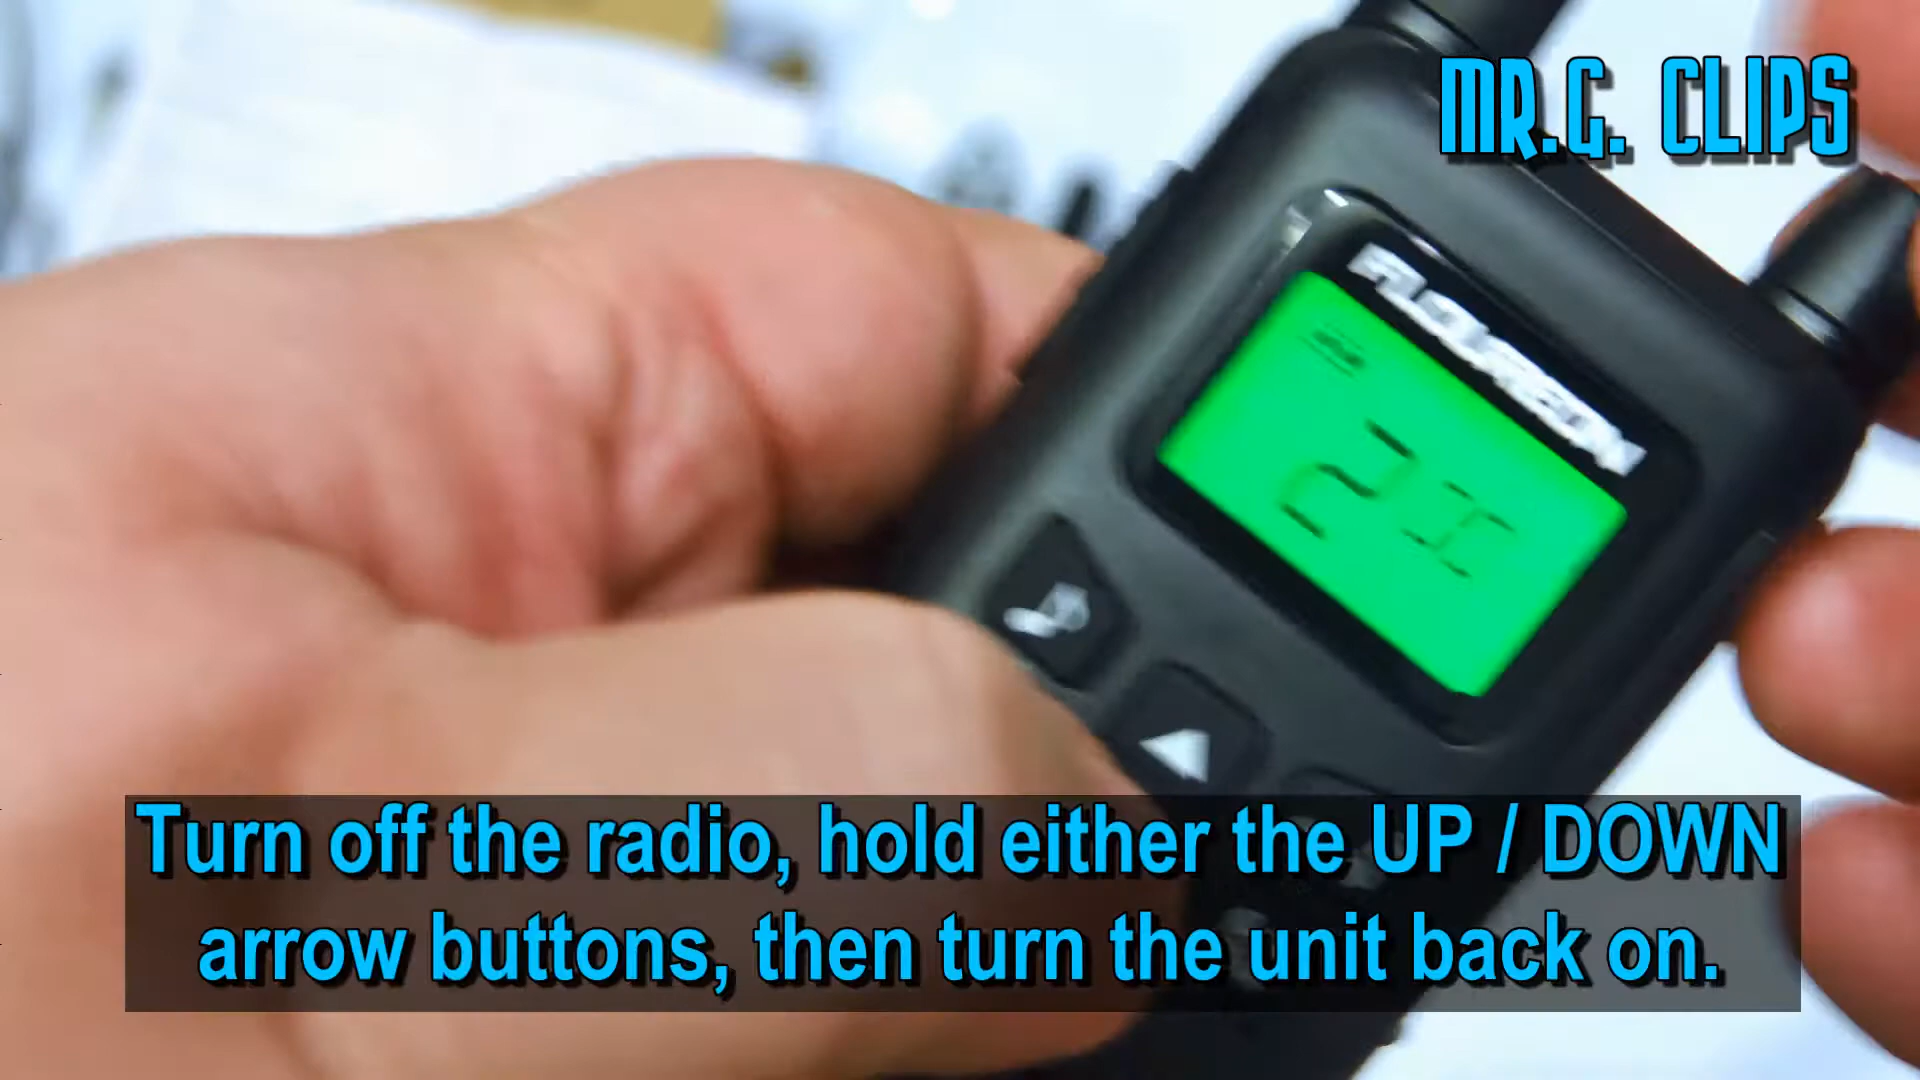 MR.G. CLIPS
FLOUREON
Turn off the radio, hold either the UP / DOWN
arrow buttons, then turn the unit back on.